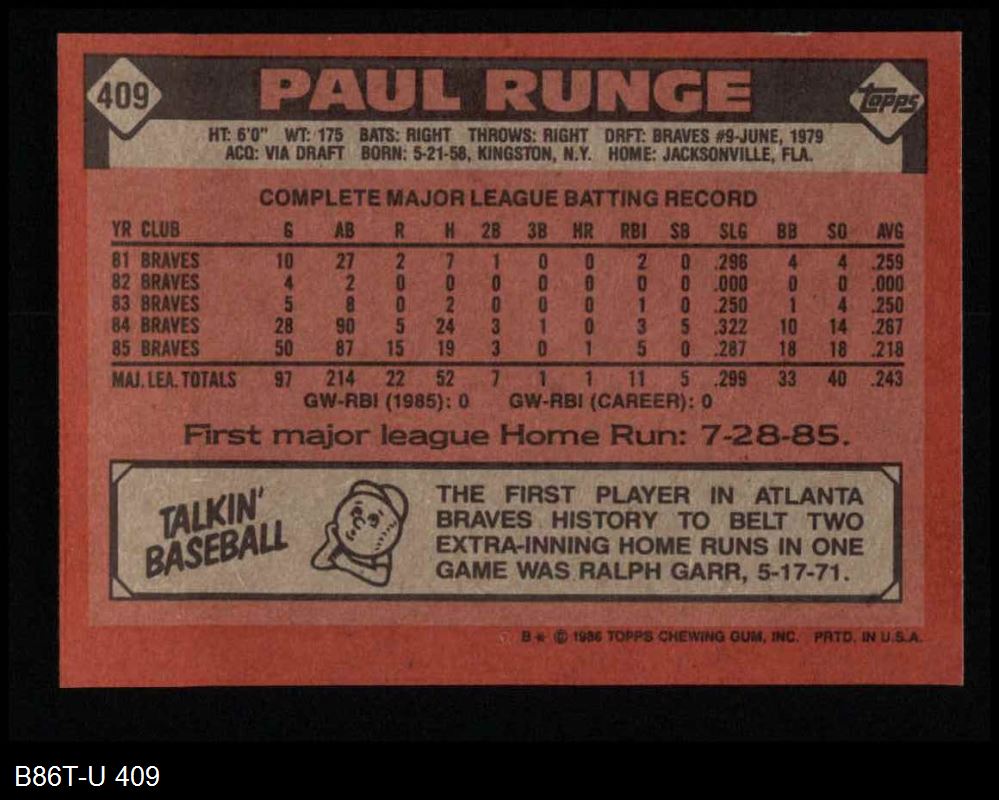 409 PAUL RUNGE Topps
HT: 6'0" WT: 175 BATS: RIGHT THROWS: RIGHT DRFT: BRAVES #9-JUNE, 1979
ACQ: VIA DRAFT BORN: 5-21-58, KINGSTON, N.Y. HOME: JACKSONVILLE, FLA.
COMPLETE MAJOR LEAGUE BATTING RECORD
YR CLUB G AB R H 2B 3B HR RBI SB SLG BB SO AVG
81 BRAVES 10 27 2 7 1 0 0 2 0 .296 4 4 .259
82 BRAVES 4 2 0 0 0 0 0 0 0 .000 0 0 .000
83 BRAVES 5 8 0 2 0 0 0 1 0 .250 1 4 .250
84 BRAVES 28 90 5 24 3 1 0 3 5 .322 10 14 .267
85 BRAVES 50 87 15 19 3 0 1 5 0 .287 18 18 .218
MAJ. LEA. TOTALS 97 214 22 52 7 1 1 11 5 .299 33 40 .243
GW-RBI (1985): 0 GW-RBI (CAREER): 0
First major league Home Run: 7-28-85.
TALKIN'
BASEBALL
THE FIRST PLAYER IN ATLANTA
BRAVES HISTORY TO BELT TWO
EXTRA-INNING HOME RUNS IN ONE
GAME WAS RALPH GARR, 5-17-71.
B* © 1986 TOPPS CHEWING GUM, INC. PRTD. IN U.S.A.
B86T-U 409